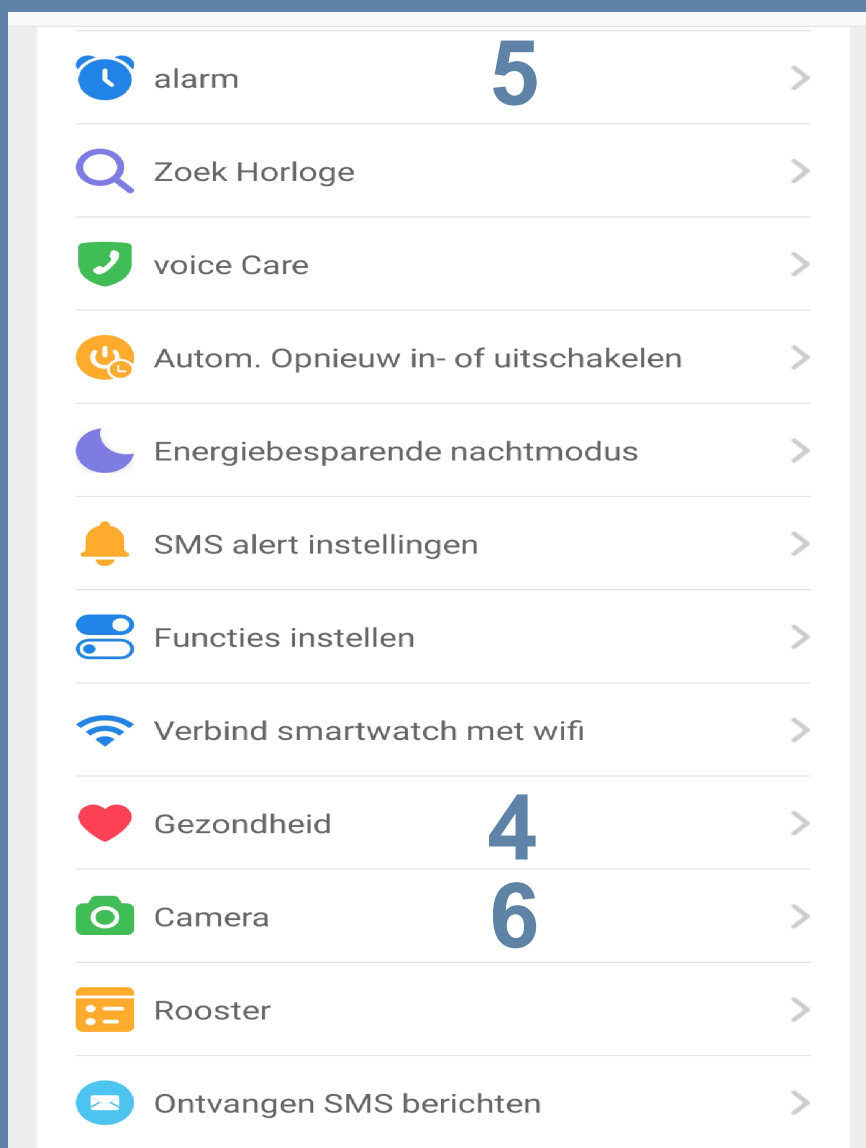 alarm 5
Zoek Horloge
voice Care
Autom. Opnieuw in- of uitschakelen
Energiebesparende nachtmodus
SMS alert instellingen
Functies instellen
Verbind smartwatch met wifi
Gezondheid 4
Camera 6
Rooster
Ontvangen SMS berichten